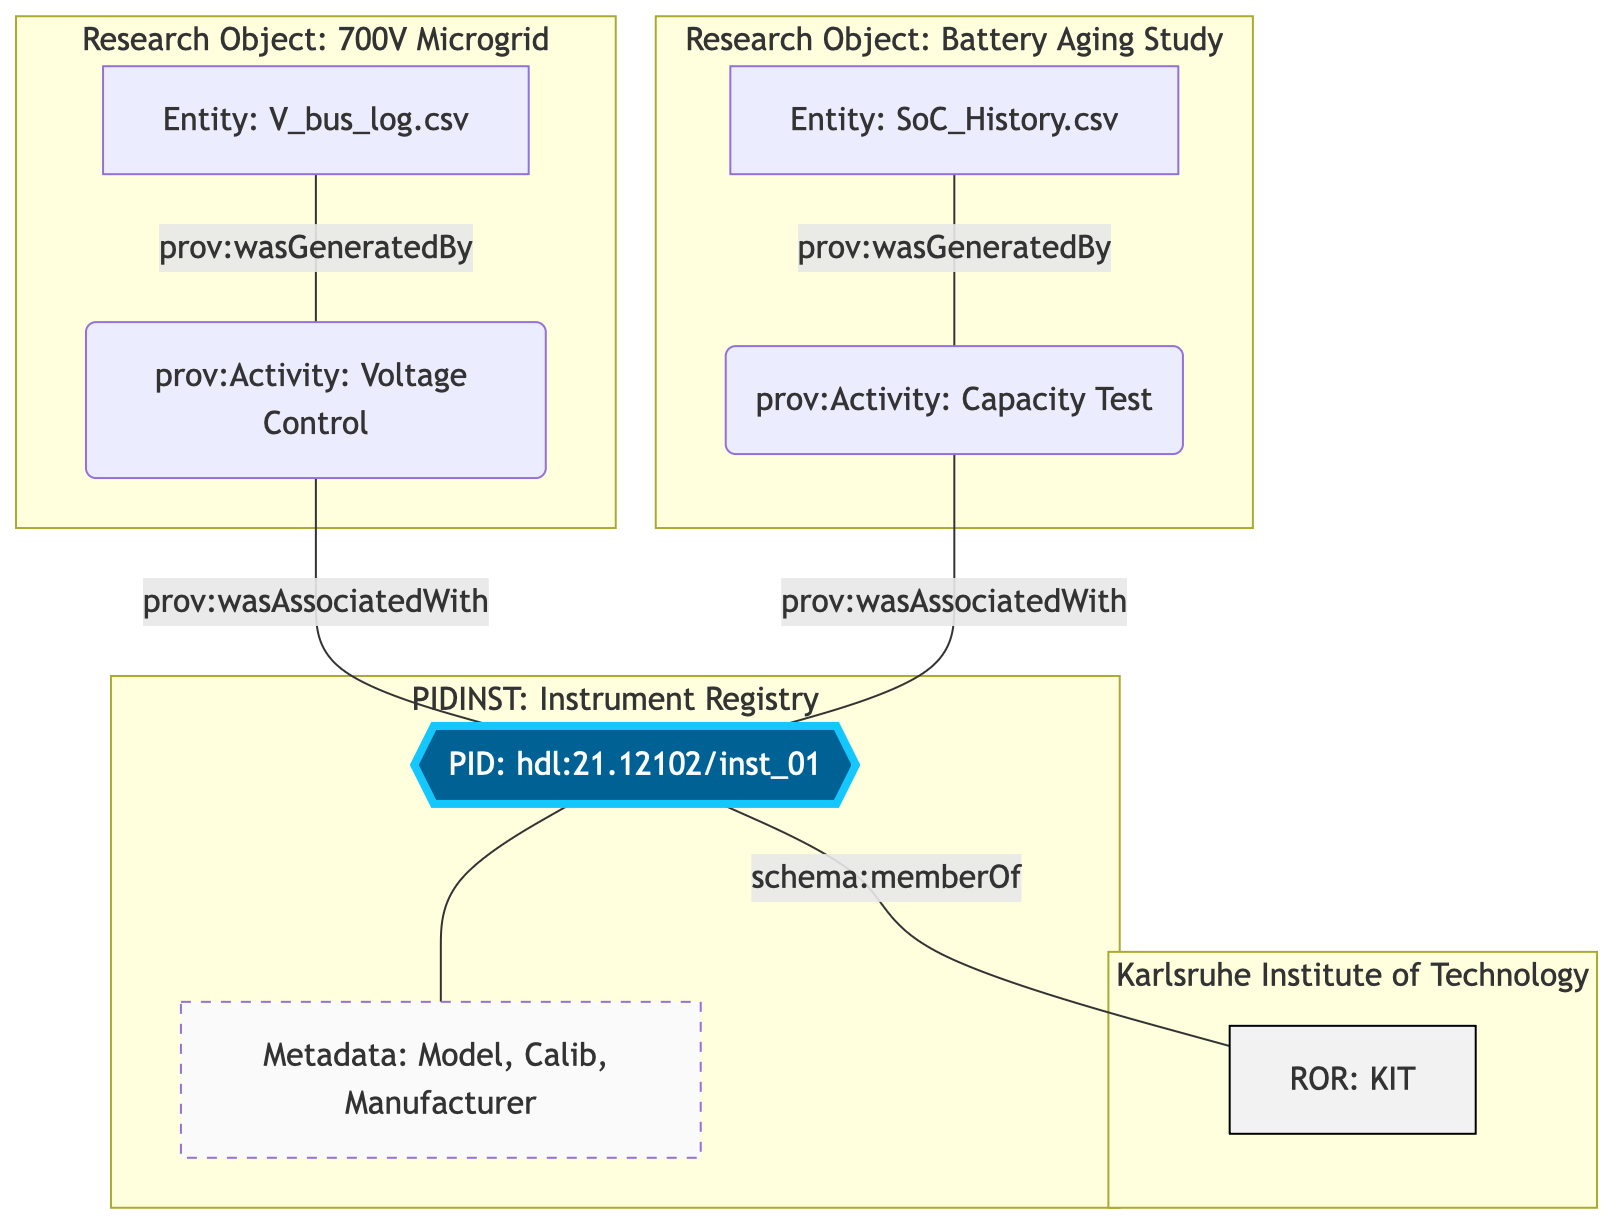 Research Object: 700V Microgrid
Entity: V_bus_log.csv
prov:wasGeneratedBy
prov:Activity: Voltage
Control
Research Object: Battery Aging Study
Entity: SoC_History.csv
prov:wasGeneratedBy
prov:Activity: Capacity Test
prov:wasAssociatedWith
prov:wasAssociatedWith
PIDINST: Instrument Registry
PID: hdl:21.12102/inst_01
schema:memberOf
Metadata: Model, Calib,
Manufacturer
Karlsruhe Institute of Technology
ROR: KIT